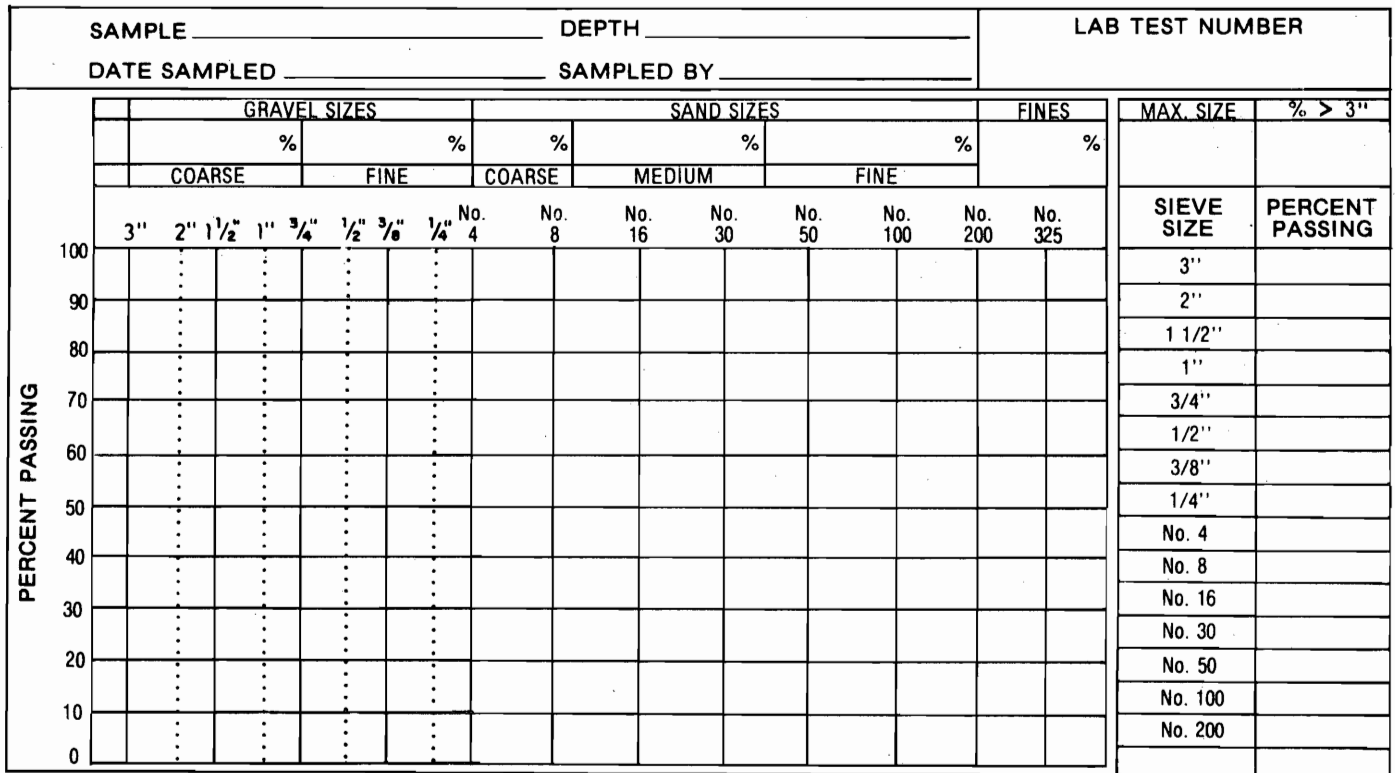 SAMPLE DEPTH
DATE SAMPLED SAMPLED BY
LAB TEST NUMBER
GRAVEL SIZES SAND SIZES FINES
% % % % % %
COARSE FINE COARSE MEDIUM FINE
3" 2" 1½" 1" ¾" ½" ⅜" ¼" No. 4 No. 8 No. 16 No. 30 No. 50 No. 100 No. 200 No. 325
PERCENT PASSING
100
90
80
70
60
50
40
30
20
10
0
MAX. SIZE % > 3"
SIEVE SIZE PERCENT PASSING
3"
2"
1 1/2"
1"
3/4"
1/2"
3/8"
1/4"
No. 4
No. 8
No. 16
No. 30
No. 50
No. 100
No. 200